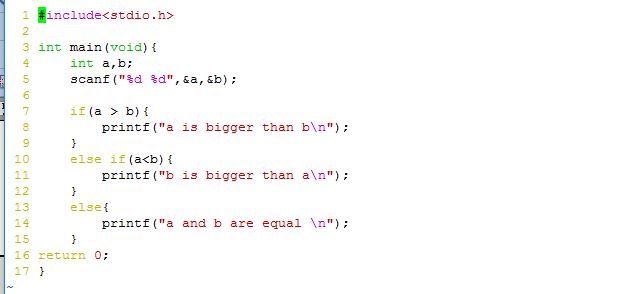 1 #include<stdio.h>
2
3 int main(void){
4     int a,b;
5     scanf("%d %d",&a,&b);
6
7     if(a > b){
8         printf("a is bigger than b\n");
9     }
10     else if(a<b){
11         printf("b is bigger than a\n");
12     }
13     else{
14         printf("a and b are equal \n");
15     }
16 return 0;
17 }
~